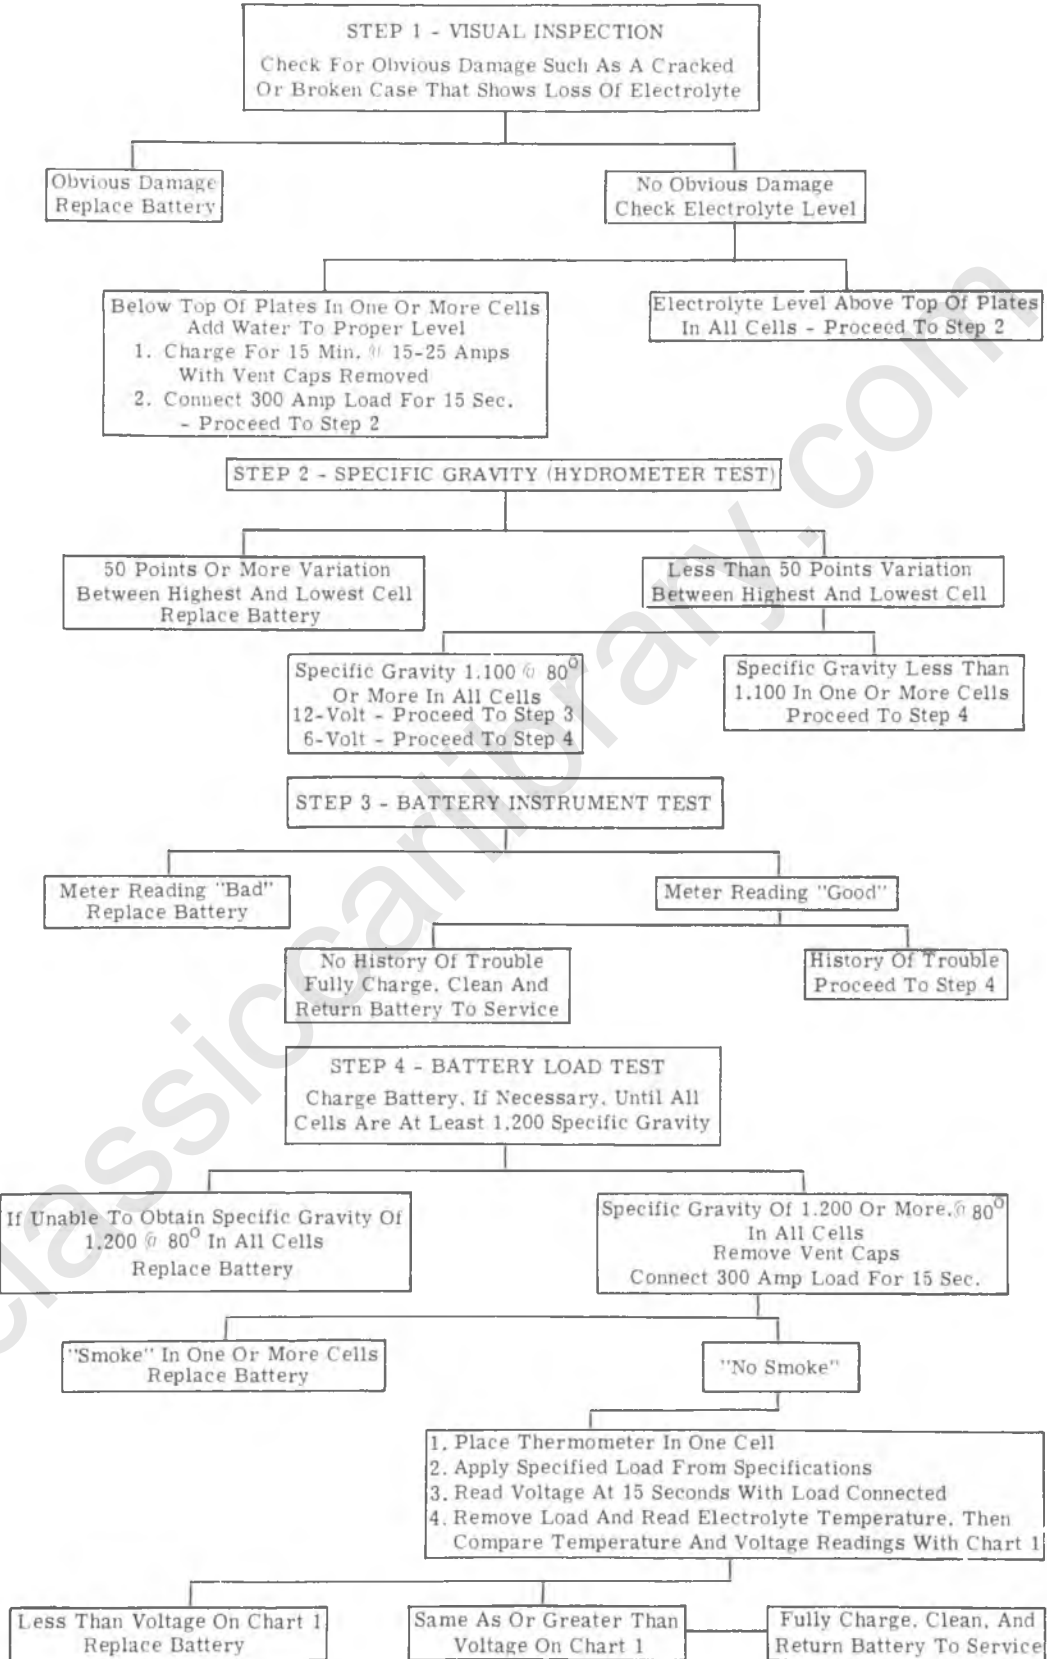 STEP 1 - VISUAL INSPECTION
Check For Obvious Damage Such As A Cracked
Or Broken Case That Shows Loss Of Electrolyte
Obvious Damage
Replace Battery
No Obvious Damage
Check Electrolyte Level
Below Top Of Plates In One Or More Cells
Add Water To Proper Level
1. Charge For 15 Min. @ 15-25 Amps
With Vent Caps Removed
2. Connect 300 Amp Load For 15 Sec.
- Proceed To Step 2
Electrolyte Level Above Top Of Plates
In All Cells - Proceed To Step 2
STEP 2 - SPECIFIC GRAVITY (HYDROMETER TEST)
50 Points Or More Variation
Between Highest And Lowest Cell
Replace Battery
Less Than 50 Points Variation
Between Highest And Lowest Cell
Specific Gravity 1.100 @ 80°
Or More In All Cells
12-Volt - Proceed To Step 3
6-Volt - Proceed To Step 4
Specific Gravity Less Than
1.100 In One Or More Cells
Proceed To Step 4
STEP 3 - BATTERY INSTRUMENT TEST
Meter Reading "Bad"
Replace Battery
Meter Reading "Good"
No History Of Trouble
Fully Charge, Clean And
Return Battery To Service
History Of Trouble
Proceed To Step 4
STEP 4 - BATTERY LOAD TEST
Charge Battery, If Necessary, Until All
Cells Are At Least 1.200 Specific Gravity
If Unable To Obtain Specific Gravity Of
1.200 @ 80° In All Cells
Replace Battery
Specific Gravity Of 1.200 Or More, @ 80°
In All Cells
Remove Vent Caps
Connect 300 Amp Load For 15 Sec.
"Smoke" In One Or More Cells
Replace Battery
"No Smoke"
1. Place Thermometer In One Cell
2. Apply Specified Load From Specifications
3. Read Voltage At 15 Seconds With Load Connected
4. Remove Load And Read Electrolyte Temperature, Then
Compare Temperature And Voltage Readings With Chart 1
Less Than Voltage On Chart 1
Replace Battery
Same As Or Greater Than
Voltage On Chart 1
Fully Charge, Clean, And
Return Battery To Service
classiccarlibrary.com